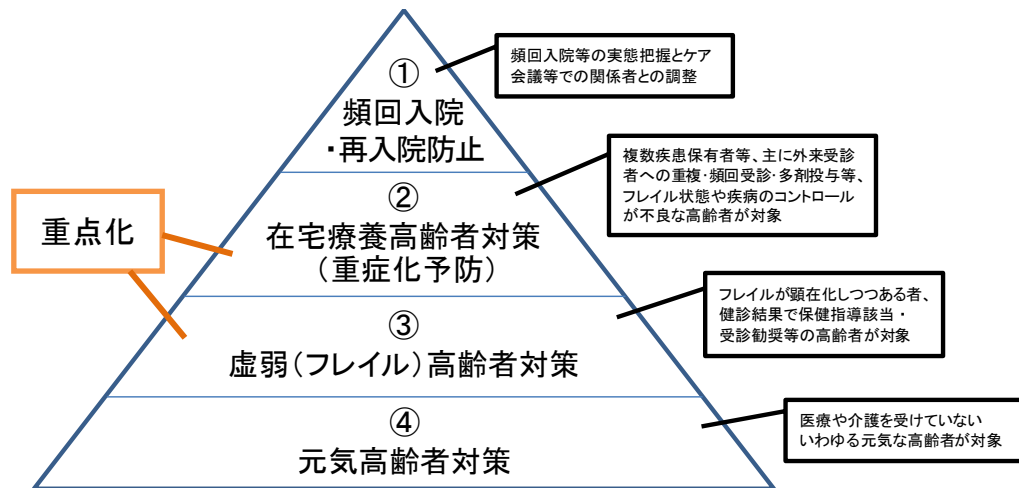 ①
頻回入院
・再入院防止
頻回入院等の実態把握とケア
会議等での関係者との調整
②
在宅療養高齢者対策
（重症化予防）
複数疾患保有者等、主に外来受診
者への重複・頻回受診・多剤投与等、
フレイル状態や疾病のコントロール
が不良な高齢者が対象
重点化
③
虚弱（フレイル）高齢者対策
フレイルが顕在化しつつある者、
健診結果で保健指導該当・
受診勧奨等の高齢者が対象
④
元気高齢者対策
医療や介護を受けていない
いわゆる元気な高齢者が対象